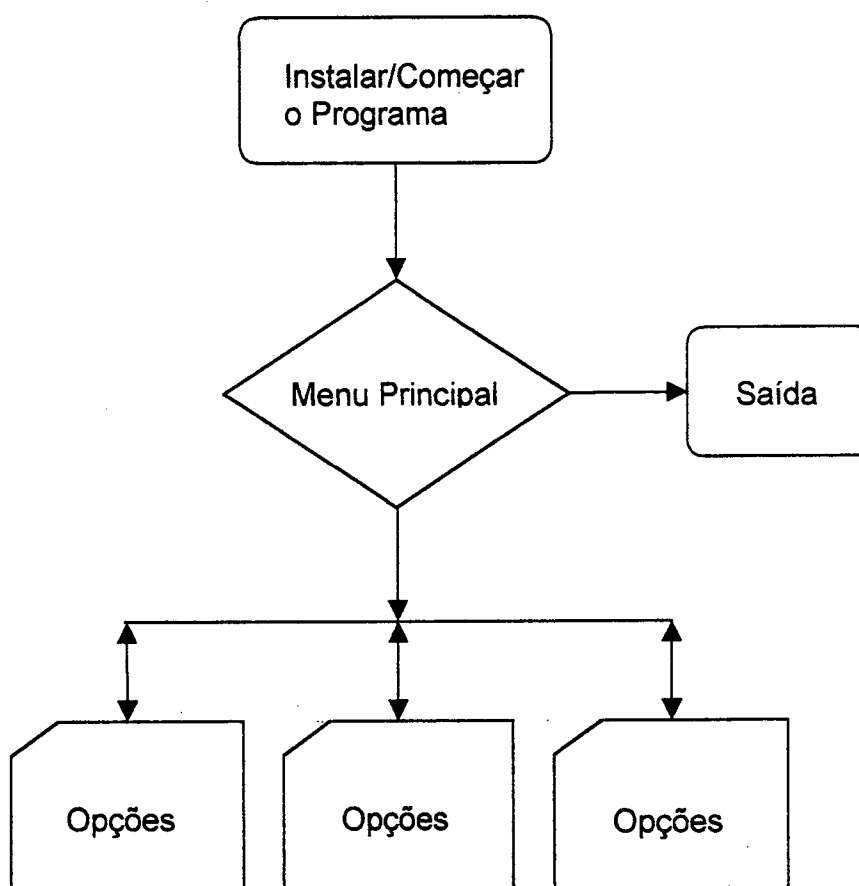 Instalar/Começar
o Programa
Menu Principal
Saída
Opções
Opções
Opções